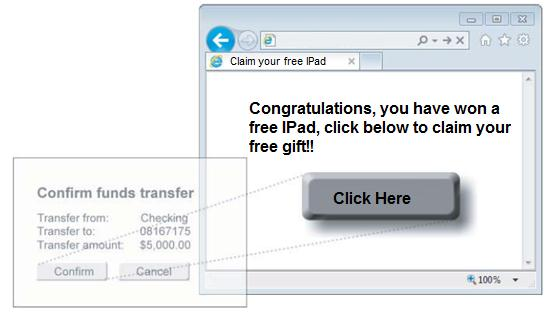 Claim your free IPad
Congratulations, you have won a
free IPad, click below to claim your
free gift!!
Click Here
Confirm funds transfer
Transfer from: Checking
Transfer to: 08167175
Transfer amount: $5,000.00
Confirm Cancel
100%